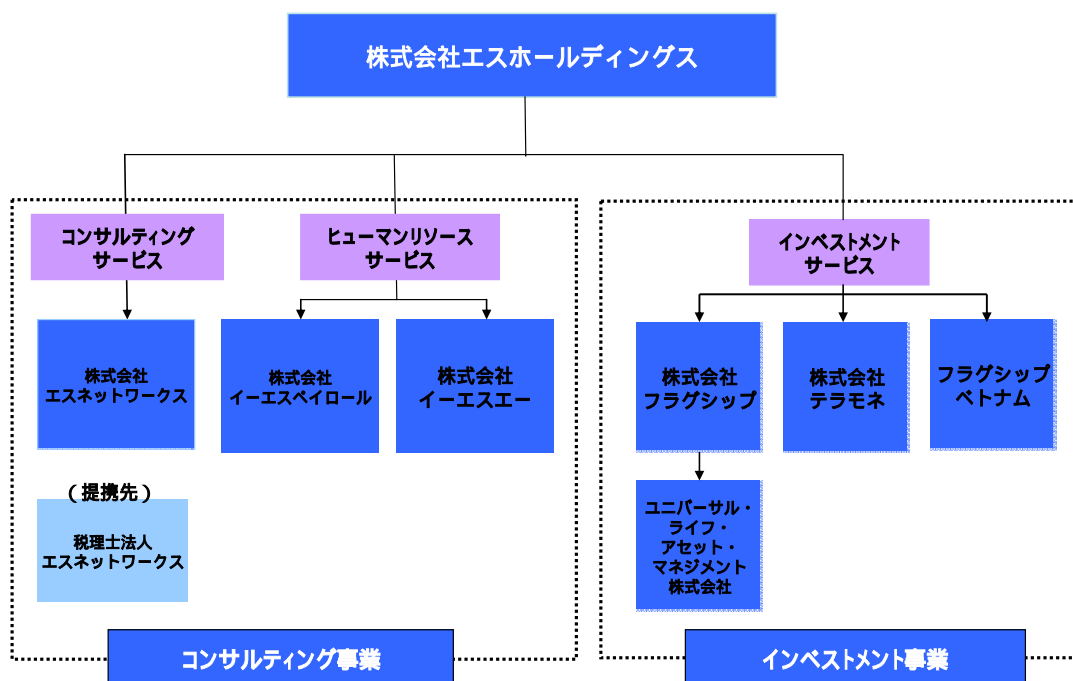 株式会社エスホールディングス
コンサルティング
サービス
ヒューマンリソース
サービス
インベストメント
サービス
株式会社
エスネットワークス
株式会社
イーエスペイロール
株式会社
イーエスエー
株式会社
フラグシップ
株式会社
テラモネ
フラグシップ
ベトナム
（提携先）
税理士法人
エスネットワークス
ユニバーサル・
ライフ・
アセット・
マネジメント
株式会社
コンサルティング事業
インベストメント事業